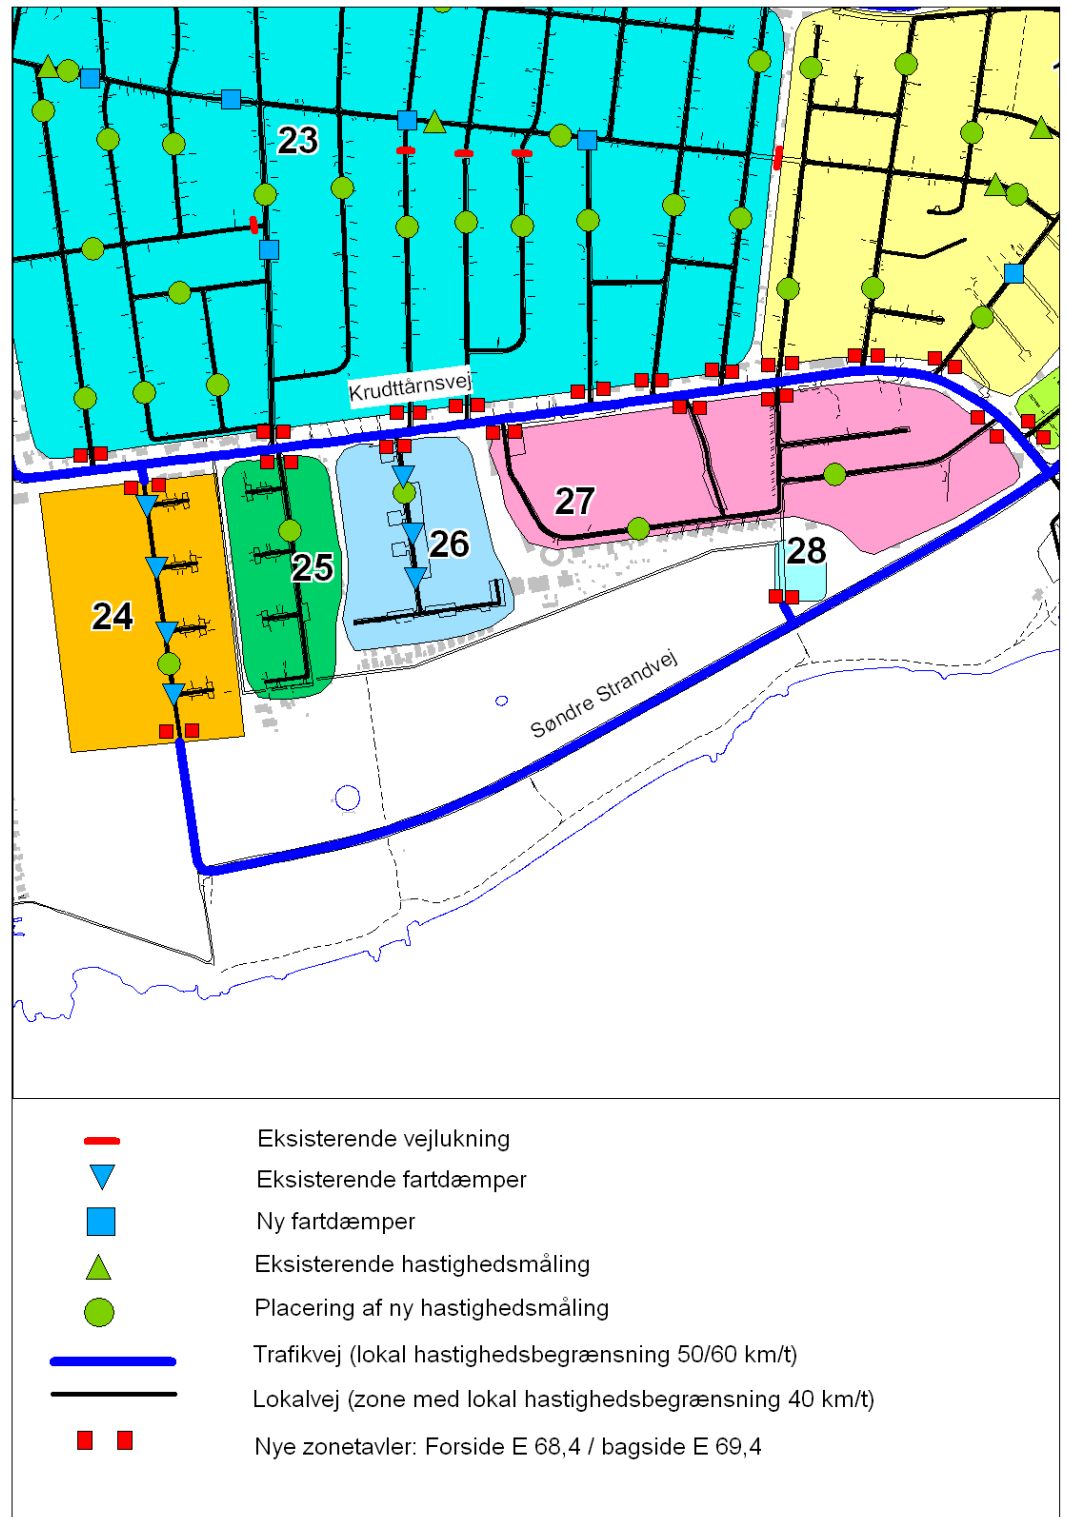 23
Krudttårnsvej
27
26
28
25
24
Søndre Strandvej
Eksisterende vejlukning
Eksisterende fartdæmper
Ny fartdæmper
Eksisterende hastighedsmåling
Placering af ny hastighedsmåling
Trafikvej (lokal hastighedsbegrænsning 50/60 km/t)
Lokalvej (zone med lokal hastighedsbegrænsning 40 km/t)
Nye zonetavler: Forside E 68,4 / bagside E 69,4